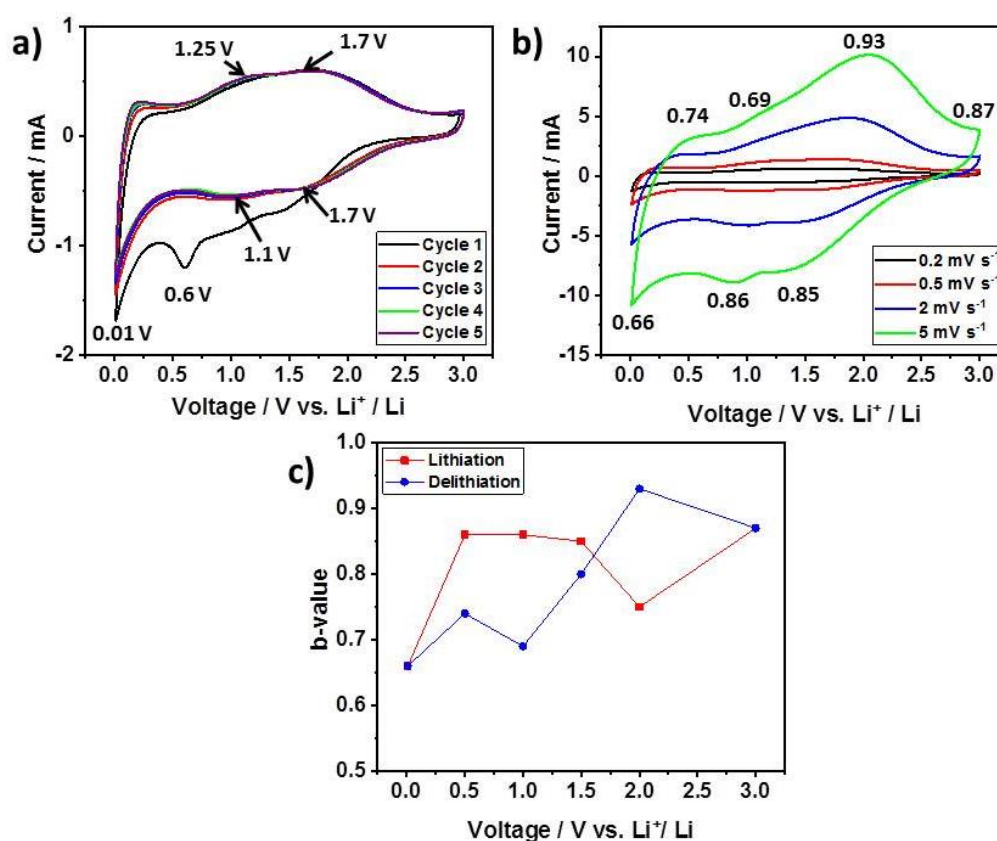 a)
1.25 V
1.7 V
1
0
-1
-2
Current / mA
0.01 V
0.6 V
1.1 V
1.7 V
Cycle 1
Cycle 2
Cycle 3
Cycle 4
Cycle 5
0.0 0.5 1.0 1.5 2.0 2.5 3.0
Voltage / V vs. Li⁺ / Li
b)
10
5
0
-5
-10
-15
Current / mA
0.74
0.69
0.93
0.87
0.66
0.86
0.85
0.2 mV s⁻¹
0.5 mV s⁻¹
2 mV s⁻¹
5 mV s⁻¹
0.0 0.5 1.0 1.5 2.0 2.5 3.0
Voltage / V vs. Li⁺ / Li
c)
1.0
0.9
0.8
0.7
0.6
0.5
b-value
Lithiation
Delithiation
0.0 0.5 1.0 1.5 2.0 2.5 3.0
Voltage / V vs. Li⁺/ Li